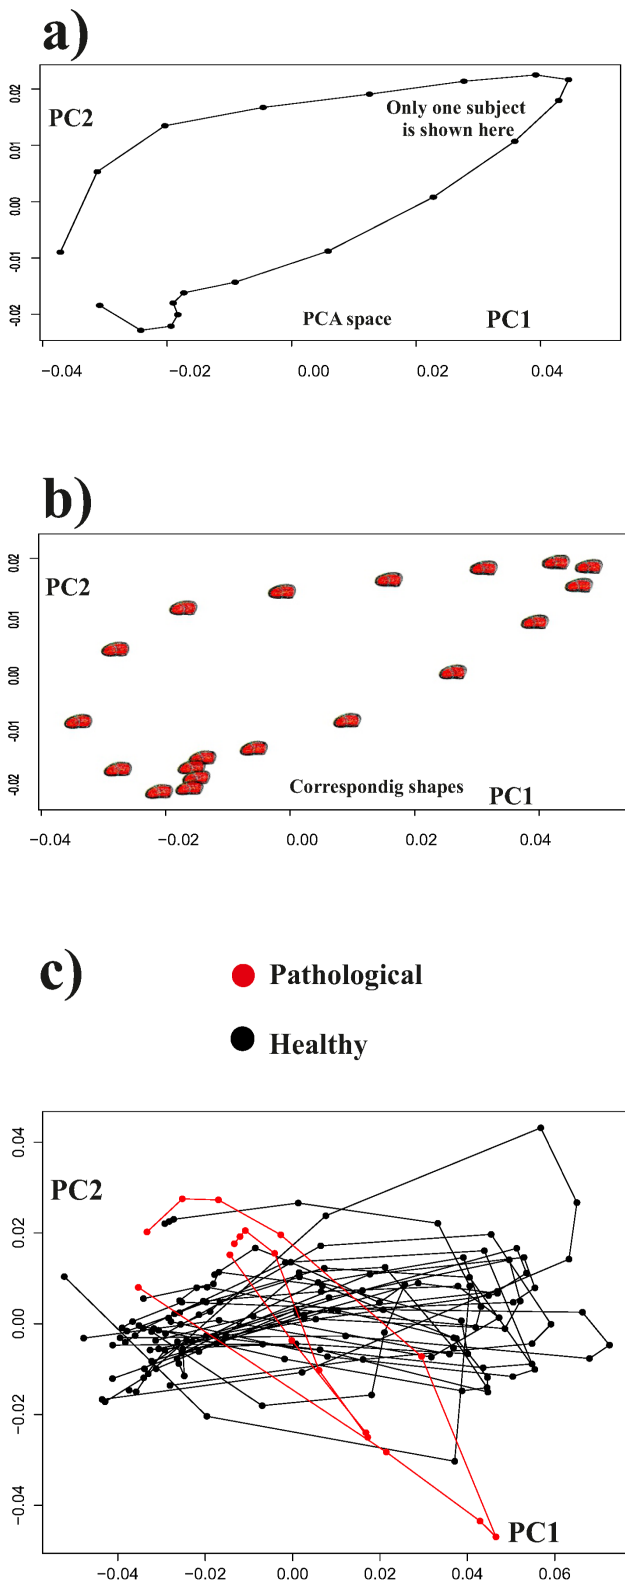 a)
0.02
PC2
Only one subject
is shown here
0.01
0.00
-0.01
-0.02
PCA space
PC1
−0.04
−0.02
0.00
0.02
0.04
b)
0.02
PC2
0.01
0.00
-0.01
-0.02
Correspondig shapes
PC1
−0.04
−0.02
0.00
0.02
0.04
c)
Pathological
Healthy
0.04
PC2
0.02
0.00
−0.02
−0.04
PC1
−0.04
−0.02
0.00
0.02
0.04
0.06